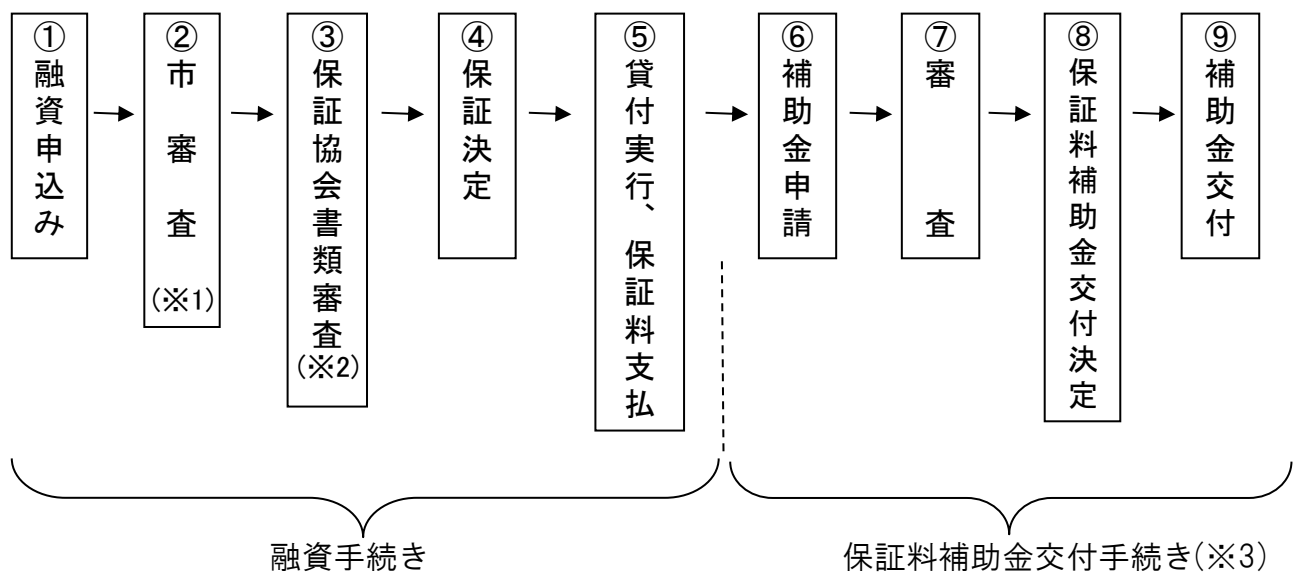 ①融資申込み
②市審査(※1)
③保証協会書類審査(※2)
④保証決定
⑤貸付実行、保証料支払
⑥補助金申請
⑦審査
⑧保証料補助金交付決定
⑨補助金交付
融資手続き
保証料補助金交付手続き(※3)